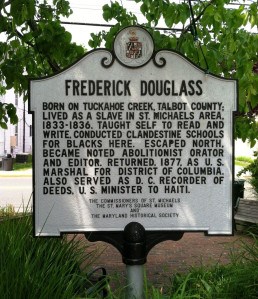 FREDERICK DOUGLASS
BORN ON TUCKAHOE CREEK, TALBOT COUNTY;
LIVED AS A SLAVE IN ST. MICHAELS AREA,
1833-1836. TAUGHT SELF TO READ AND
WRITE. CONDUCTED CLANDESTINE SCHOOLS
FOR BLACKS HERE. ESCAPED NORTH,
BECAME NOTED ABOLITIONIST ORATOR
AND EDITOR. RETURNED, 1877, AS U.S.
MARSHAL FOR DISTRICT OF COLUMBIA.
ALSO SERVED AS D.C. RECORDER OF
DEEDS, U.S. MINISTER TO HAITI.
THE COMMISSIONERS OF ST. MICHAELS
THE ST. MARY'S SQUARE MUSEUM
AND
THE MARYLAND HISTORICAL SOCIETY